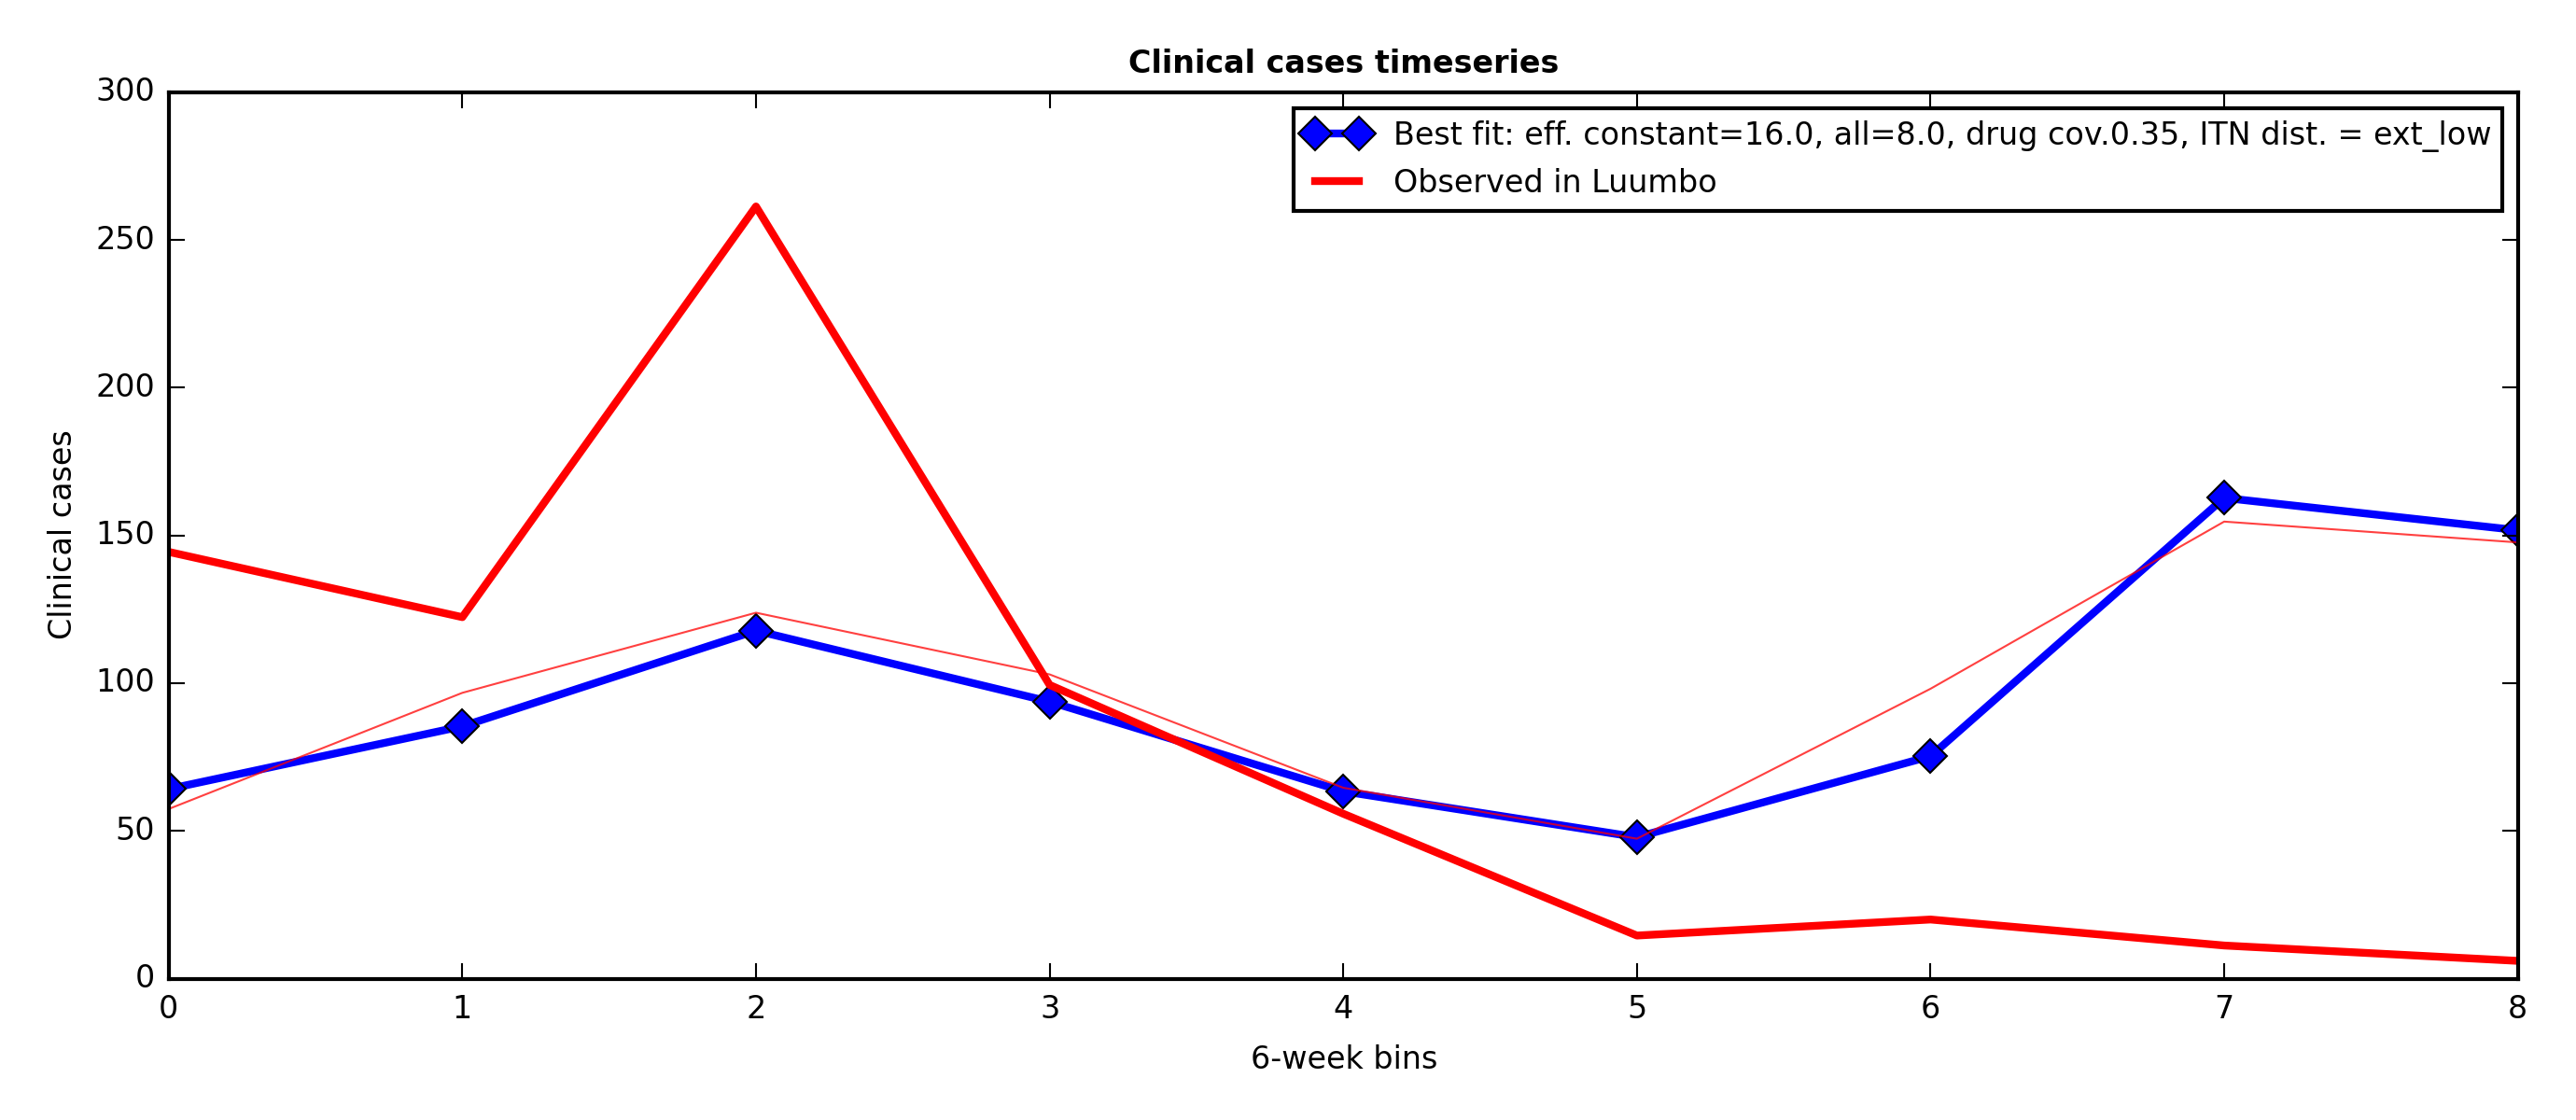 Clinical cases timeseries
300
250
200
150
100
50
0
Clinical cases
Best fit: eff. constant=16.0, all=8.0, drug cov.0.35, ITN dist. = ext_low
Observed in Luumbo
0 1 2 3 4 5 6 7 8
6-week bins